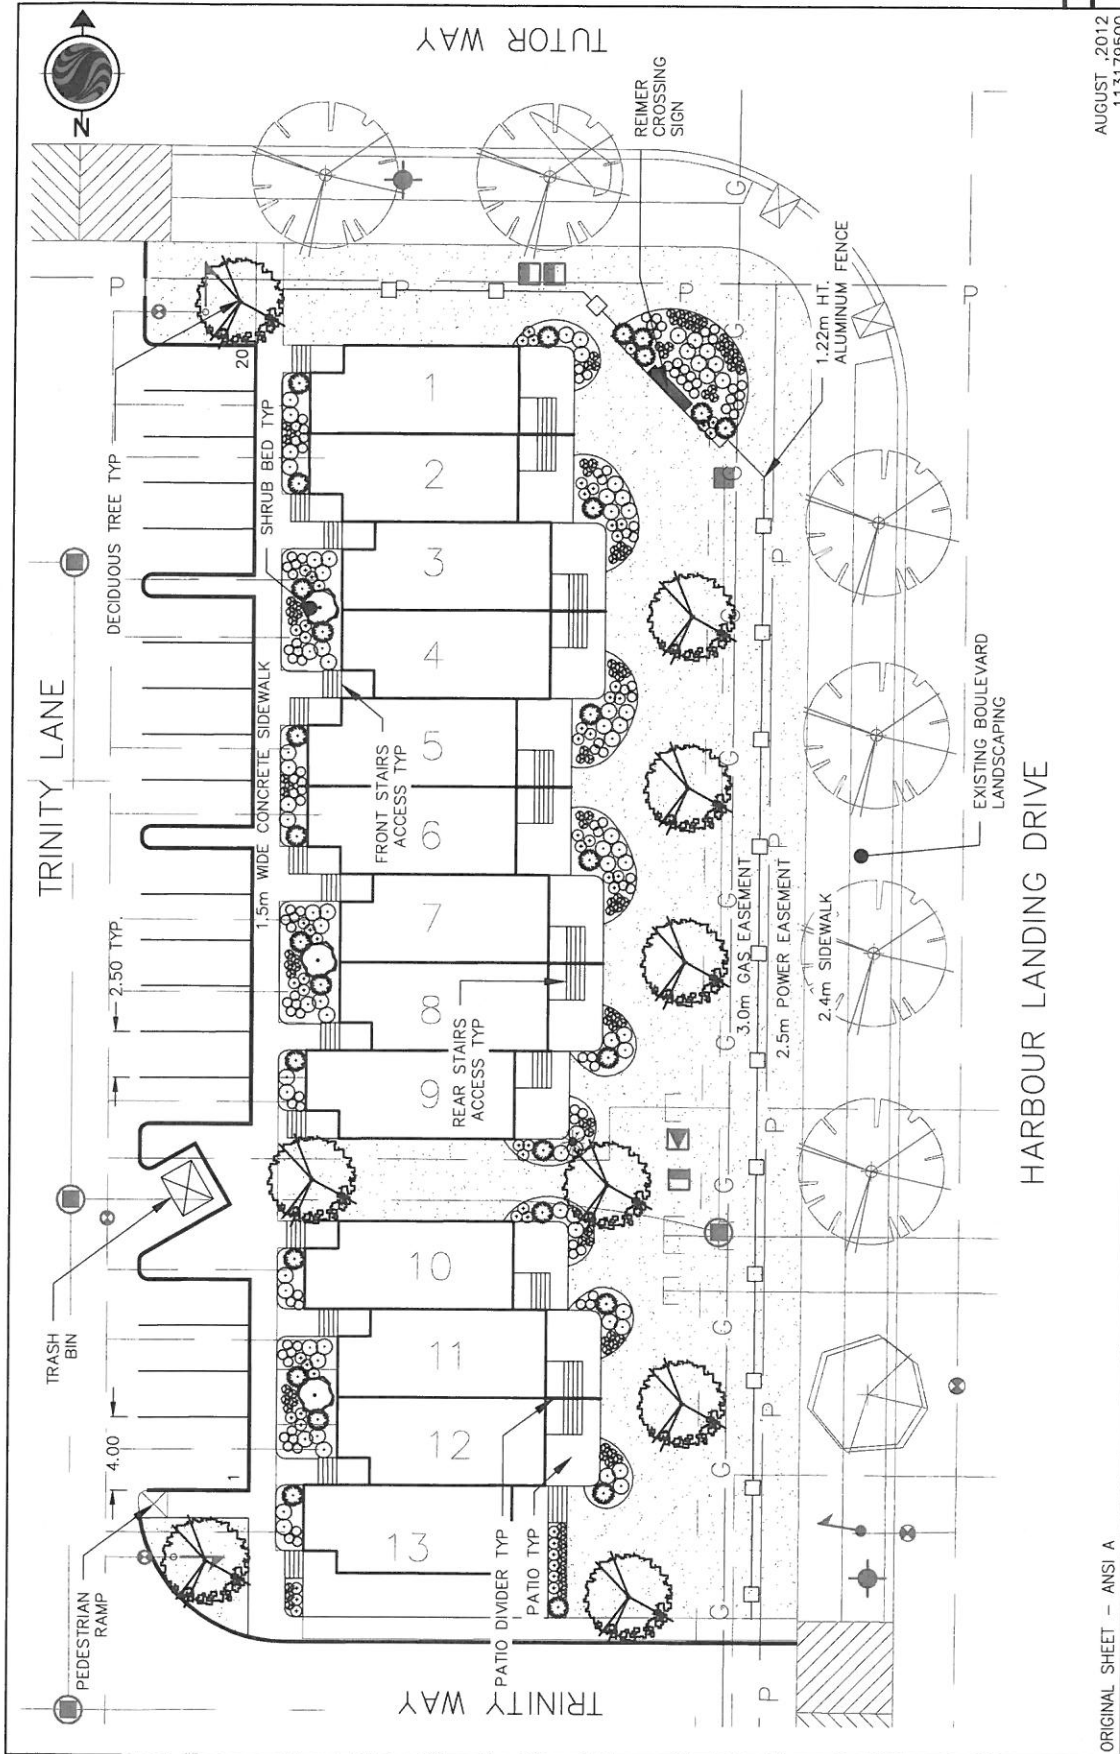 TRINITY LANE
TUTOR WAY
TRINITY WAY
HARBOUR LANDING DRIVE
N
PEDESTRIAN
RAMP
4.00
TRASH
BIN
2.50 TYP.
DECIDUOUS TREE TYP
1
20
1.5m WIDE CONCRETE SIDEWALK
SHRUB BED TYP
FRONT STAIRS
ACCESS TYP
13
12
11
10
9
8
7
6
5
4
3
2
1
REAR STAIRS
ACCESS TYP
PATIO DIVIDER TYP
PATIO TYP
REIMER
CROSSING
SIGN
1.22m HT.
ALUMINUM FENCE
3.0m GAS EASEMENT
2.5m POWER EASEMENT
2.4m SIDEWALK
EXISTING BOULEVARD
LANDSCAPING
G
G
G
G
G
G
G
G
G
G
P
P
P
P
P
P
P
P
P
ORIGINAL SHEET – ANSI A
AUGUST ,2012